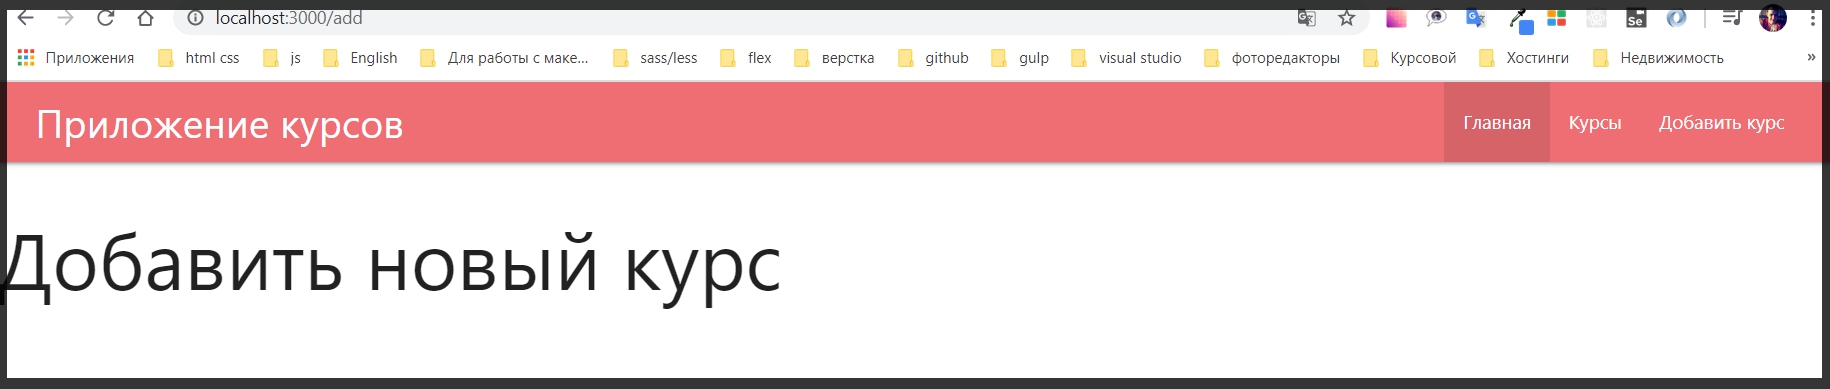 localhost:3000/add
Se
Приложения html css js English Для работы с маке... sass/less flex верстка github gulp visual studio фоторедакторы Курсовой Хостинги Недвижимость »
Приложение курсов Главная Курсы Добавить курс
Добавить новый курс